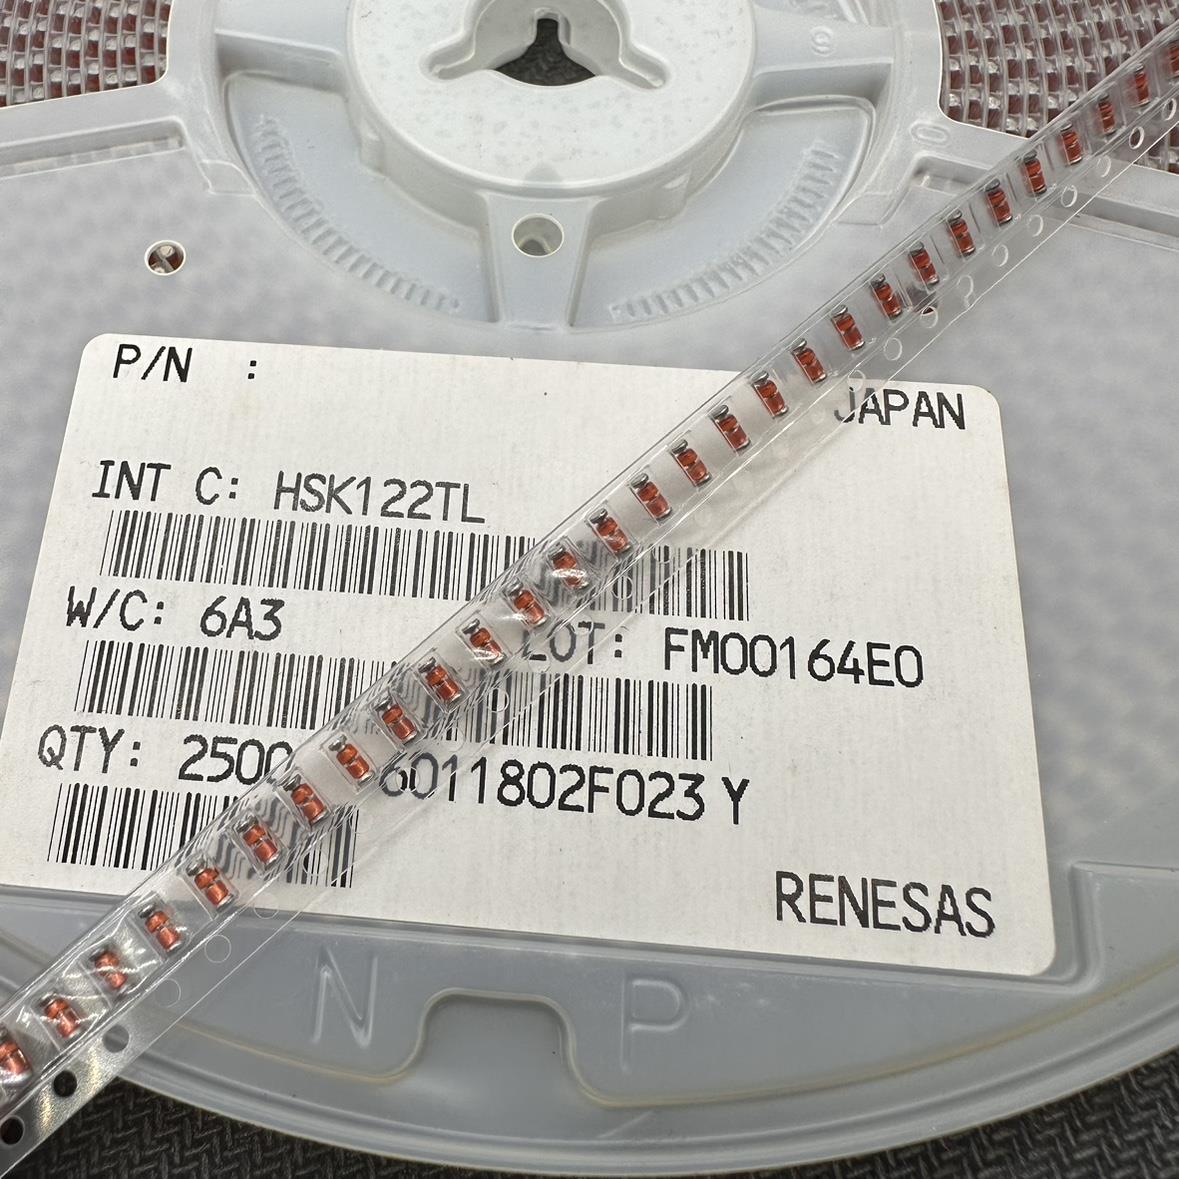 P/N :
JAPAN
INT C: HSK122TL
W/C: 6A3 LOT: FM00164E0
QTY: 2500 6011802F023 Y
RENESAS
N P